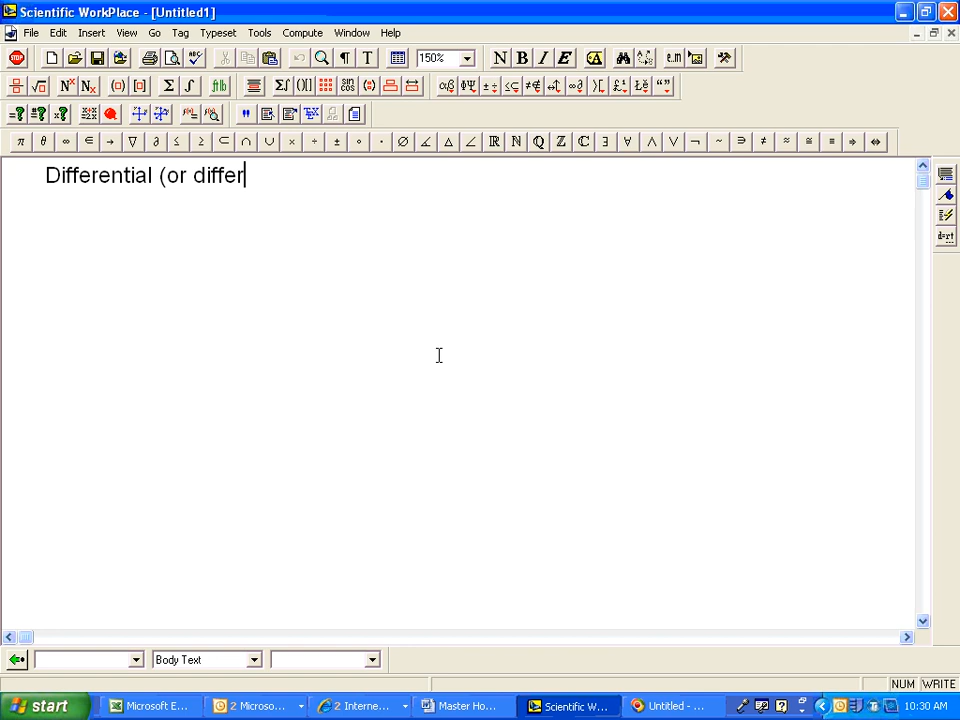 Scientific WorkPlace - [Untitled1]
File Edit Insert View Go Tag Typeset Tools Compute Window Help
150% N B I E
Differential (or differ
Body Text
NUM WRITE
start Microsoft E... 2 Microso... 2 Interne... Master Ho... Scientific W... Untitled - ... 10:30 AM